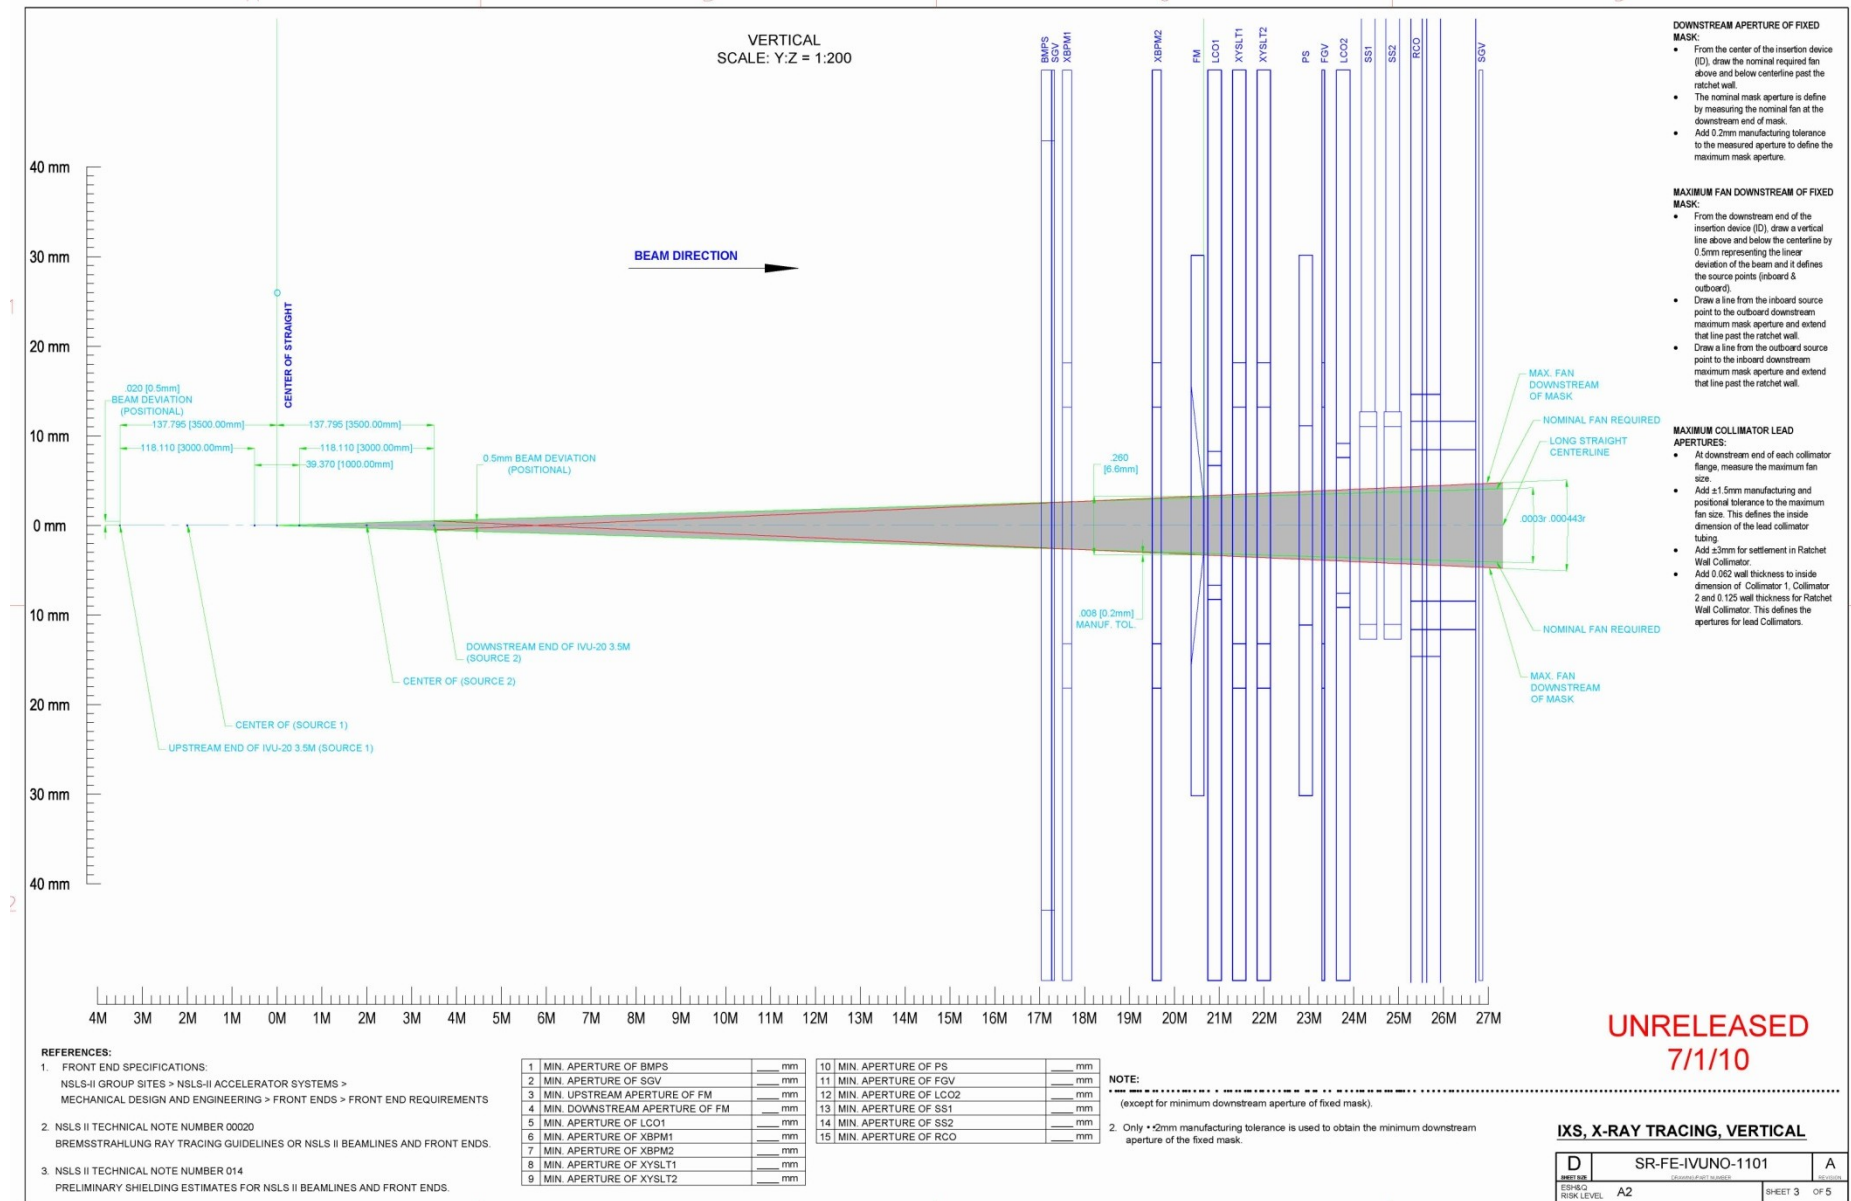 VERTICAL
SCALE: Y:Z = 1:200
BMPS
SGV
XBPM1
XBPM2
FM
LCO1
XYSLT1
XYSLT2
PS
FGV
LCO2
SS1
SS2
RCO
SGV
DOWNSTREAM APERTURE OF FIXED
MASK:
• From the center of the insertion device
(ID), draw the nominal required fan
above and below centerline past the
ratchet wall.
• The nominal mask aperture is define
by measuring the nominal fan at the
downstream end of mask.
• Add 0.2mm manufacturing tolerance
to the measured aperture to define the
maximum mask aperture.
MAXIMUM FAN DOWNSTREAM OF FIXED
MASK:
• From the downstream end of the
insertion device (ID), draw a vertical
line above and below the centerline by
0.5mm representing the linear
deviation of the beam and it defines
the source points (inboard &
outboard).
• Draw a line from the inboard source
point to the outboard downstream
maximum mask aperture and extend
that line past the ratchet wall.
• Draw a line from the outboard source
point to the inboard downstream
maximum mask aperture and extend
that line past the ratchet wall.
MAXIMUM COLLIMATOR LEAD
APERTURES:
• At downstream end of each collimator
flange, measure the maximum fan
size.
• Add ±1.5mm manufacturing and
positional tolerance to the maximum
fan size. This defines the inside
dimension of the lead collimator
tubing.
• Add ±3mm for settlement in Ratchet
Wall Collimator.
• Add 0.062 wall thickness to inside
dimension of Collimator 1, Collimator
2 and 0.125 wall thickness for Ratchet
Wall Collimator. This defines the
apertures for lead Collimators.
40 mm
30 mm
20 mm
10 mm
0 mm
10 mm
20 mm
30 mm
40 mm
BEAM DIRECTION
CENTER OF STRAIGHT
.020 [0.5mm]
BEAM DEVIATION
(POSITIONAL)
137.795 [3500.00mm]
137.795 [3500.00mm]
118.110 [3000.00mm]
118.110 [3000.00mm]
39.370 [1000.00mm]
0.5mm BEAM DEVIATION
(POSITIONAL)
.260
[6.6mm]
MAX. FAN
DOWNSTREAM
OF MASK
NOMINAL FAN REQUIRED
LONG STRAIGHT
CENTERLINE
.0003r .000443r
.008 [0.2mm]
MANUF. TOL.
NOMINAL FAN REQUIRED
MAX. FAN
DOWNSTREAM
OF MASK
DOWNSTREAM END OF IVU-20 3.5M
(SOURCE 2)
CENTER OF (SOURCE 2)
CENTER OF (SOURCE 1)
UPSTREAM END OF IVU-20 3.5M (SOURCE 1)
4M 3M 2M 1M 0M 1M 2M 3M 4M 5M 6M 7M 8M 9M 10M 11M 12M 13M 14M 15M 16M 17M 18M 19M 20M 21M 22M 23M 24M 25M 26M 27M
UNRELEASED
7/1/10
REFERENCES:
1. FRONT END SPECIFICATIONS:
NSLS-II GROUP SITES > NSLS-II ACCELERATOR SYSTEMS >
MECHANICAL DESIGN AND ENGINEERING > FRONT ENDS > FRONT END REQUIREMENTS
2. NSLS II TECHNICAL NOTE NUMBER 00020
BREMSSTRAHLUNG RAY TRACING GUIDELINES OR NSLS II BEAMLINES AND FRONT ENDS.
3. NSLS II TECHNICAL NOTE NUMBER 014
PRELIMINARY SHIELDING ESTIMATES FOR NSLS II BEAMLINES AND FRONT ENDS.
1 MIN. APERTURE OF BMPS ____ mm
2 MIN. APERTURE OF SGV ____ mm
3 MIN. UPSTREAM APERTURE OF FM ____ mm
4 MIN. DOWNSTREAM APERTURE OF FM ___ mm
5 MIN. APERTURE OF LCO1 ____ mm
6 MIN. APERTURE OF XBPM1 ____ mm
7 MIN. APERTURE OF XBPM2 ____ mm
8 MIN. APERTURE OF XYSLT1 ____ mm
9 MIN. APERTURE OF XYSLT2 ____ mm
10 MIN. APERTURE OF PS ____ mm
11 MIN. APERTURE OF FGV ____ mm
12 MIN. APERTURE OF LCO2 ____ mm
13 MIN. APERTURE OF SS1 ____ mm
14 MIN. APERTURE OF SS2 ____ mm
15 MIN. APERTURE OF RCO ____ mm
NOTE:
(except for minimum downstream aperture of fixed mask).
2. Only 2mm manufacturing tolerance is used to obtain the minimum downstream
aperture of the fixed mask.
IXS, X-RAY TRACING, VERTICAL
D SR-FE-IVUNO-1101 A
SHEET SIZE DRAWING/PART NUMBER REVISION
ESH&Q
RISK LEVEL A2 SHEET 3 OF 5
1
2